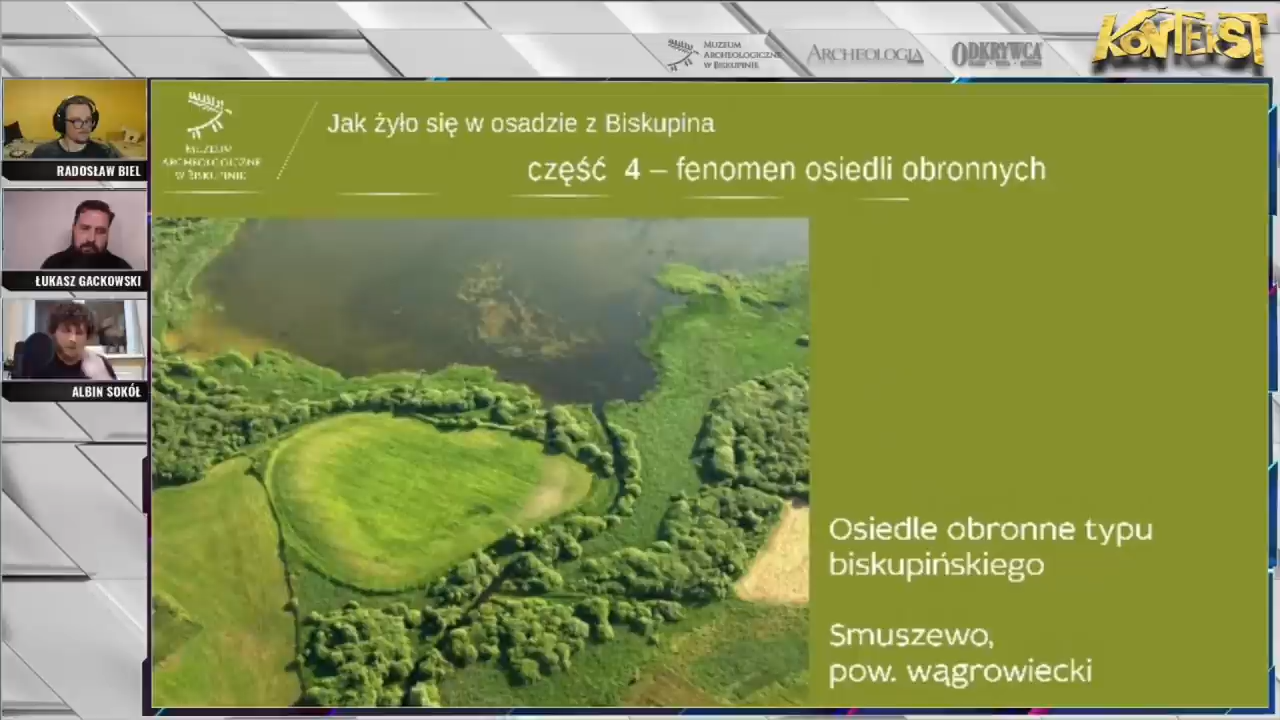 MUZEUM
ARCHEOLOGICZNE
W BISKUPINIE
ARCHEOLOGIA
ODKRYWCA
KONTEKST
RADOSŁAW BIEL
ŁUKASZ GACKOWSKI
ALBIN SOKÓŁ
MUZEUM
ARCHEOLOGICZNE
W BISKUPINIE
Jak żyło się w osadzie z Biskupina
część 4 – fenomen osiedli obronnych
Osiedle obronne typu
biskupińskiego
Smuszewo,
pow. wągrowiecki